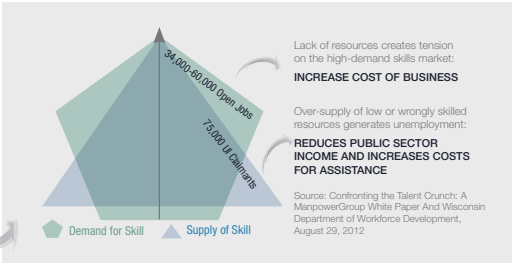 34,000-60,000 Open Jobs
75,000 UI Claimants
Demand for Skill
Supply of Skill
Lack of resources creates tension
on the high-demand skills market:
INCREASE COST OF BUSINESS
Over-supply of low or wrongly skilled
resources generates unemployment:
REDUCES PUBLIC SECTOR
INCOME AND INCREASES COSTS
FOR ASSISTANCE
Source: Confronting the Talent Crunch: A
ManpowerGroup White Paper And Wisconsin
Department of Workforce Development,
August 29, 2012